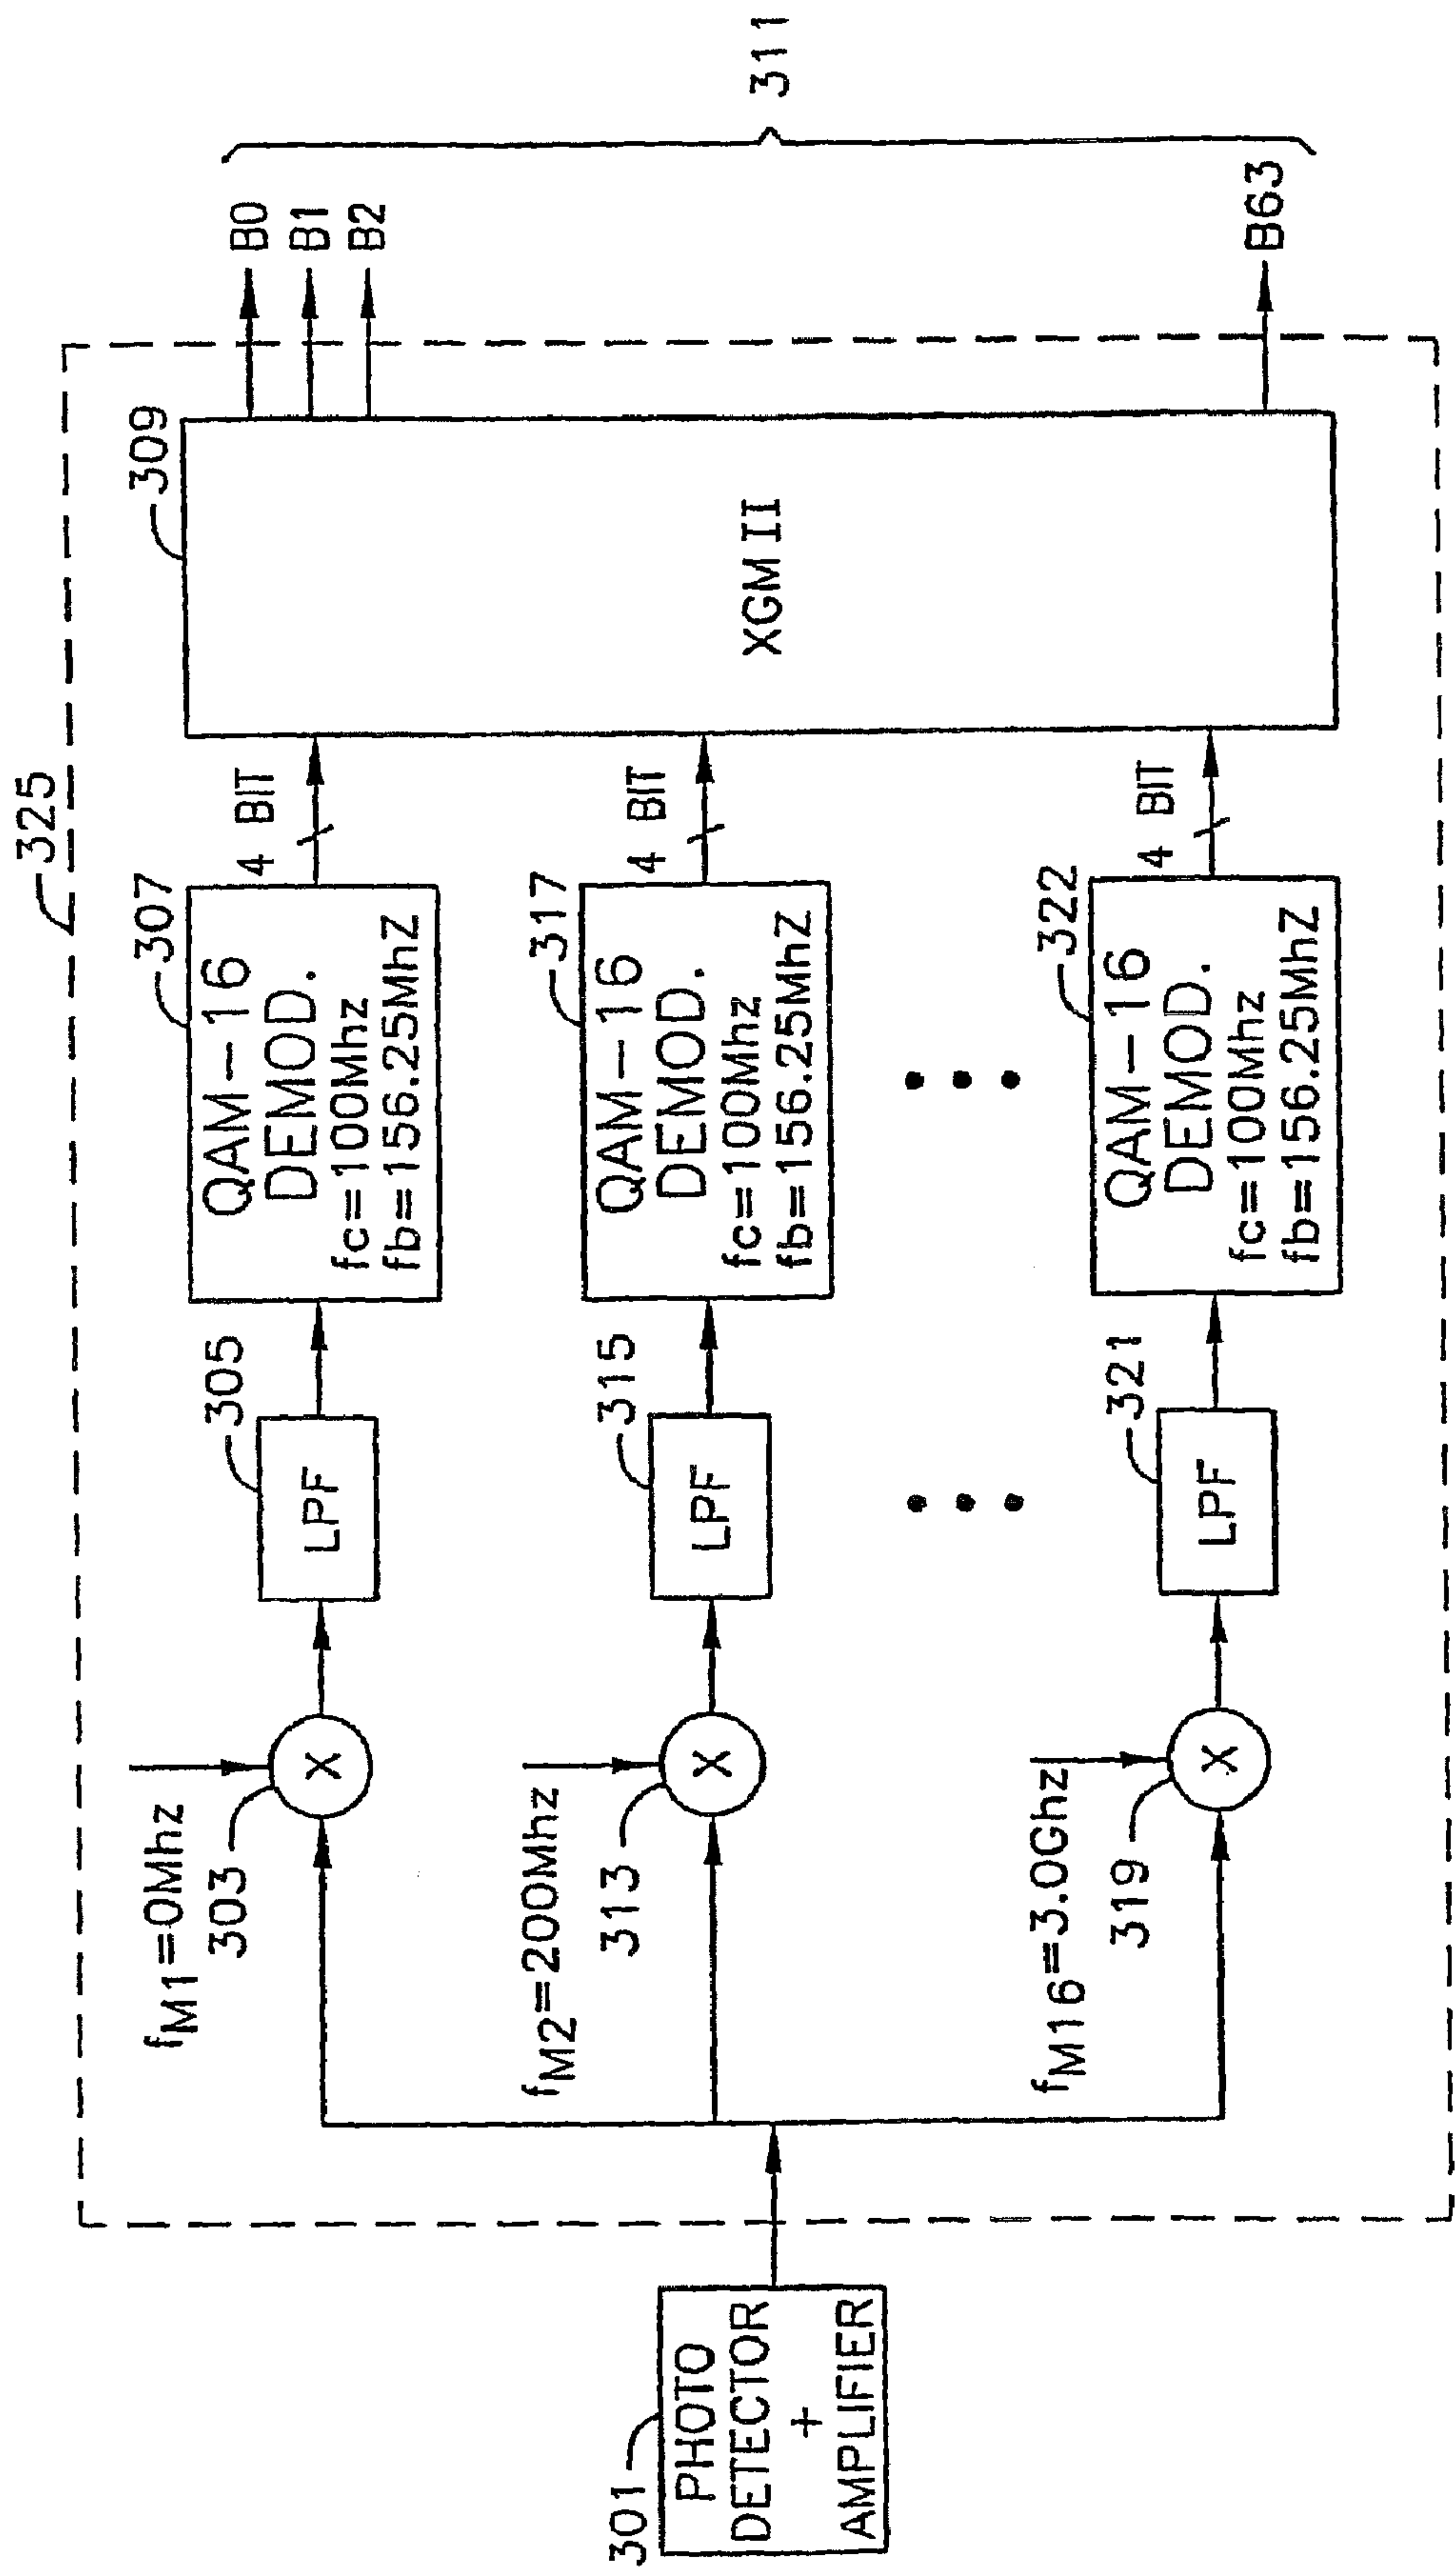 325
301
PHOTO
DETECTOR
+
AMPLIFIER
fM1=0Mhz
303
X
305
LPF
307
QAM-16
DEMOD.
fc=100Mhz
fb=156.25MhZ
4 BIT
fM2=200Mhz
313
X
315
LPF
317
QAM-16
DEMOD.
fc=100Mhz
fb=156.25MhZ
4 BIT
fM16=3.0Ghz
319
X
321
LPF
322
QAM-16
DEMOD.
fc=100Mhz
fb=156.25MhZ
4 BIT
309
XGM II
B0
B1
B2
B63
311